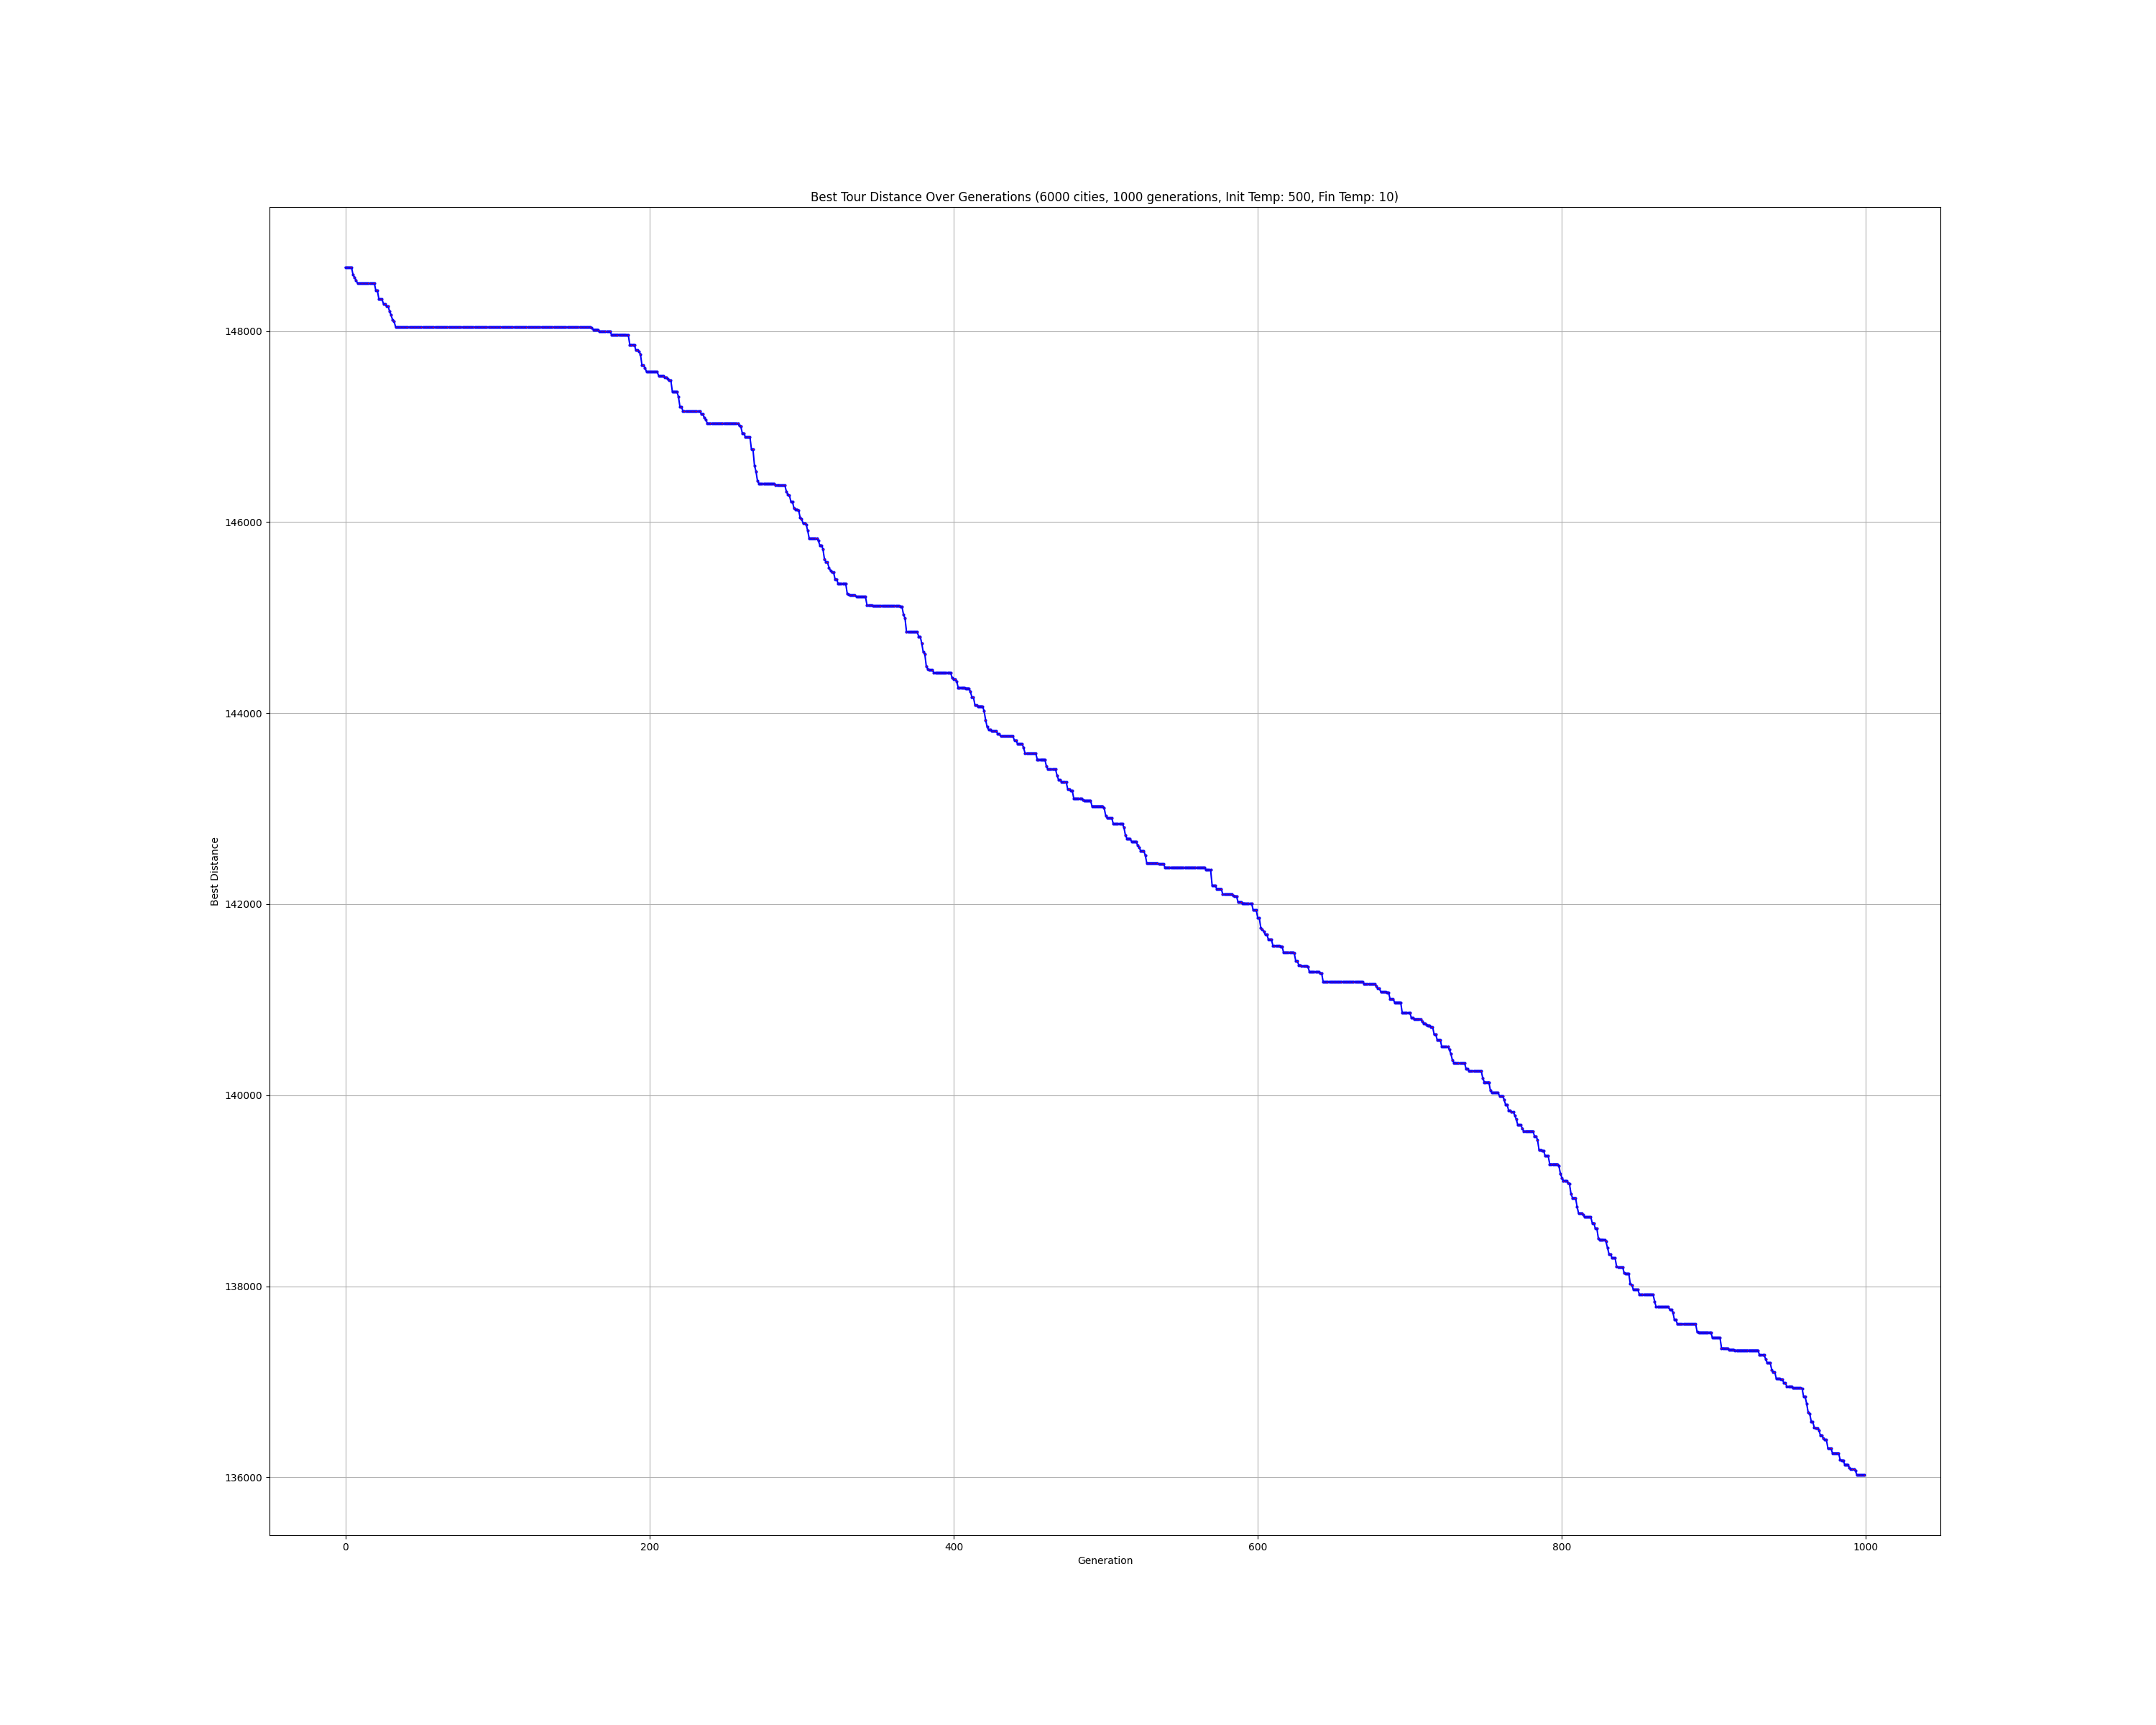 Best Tour Distance Over Generations (6000 cities, 1000 generations, Init Temp: 500, Fin Temp: 10)
148000
146000
144000
142000
140000
138000
136000
Best Distance
0 200 400 600 800 1000
Generation